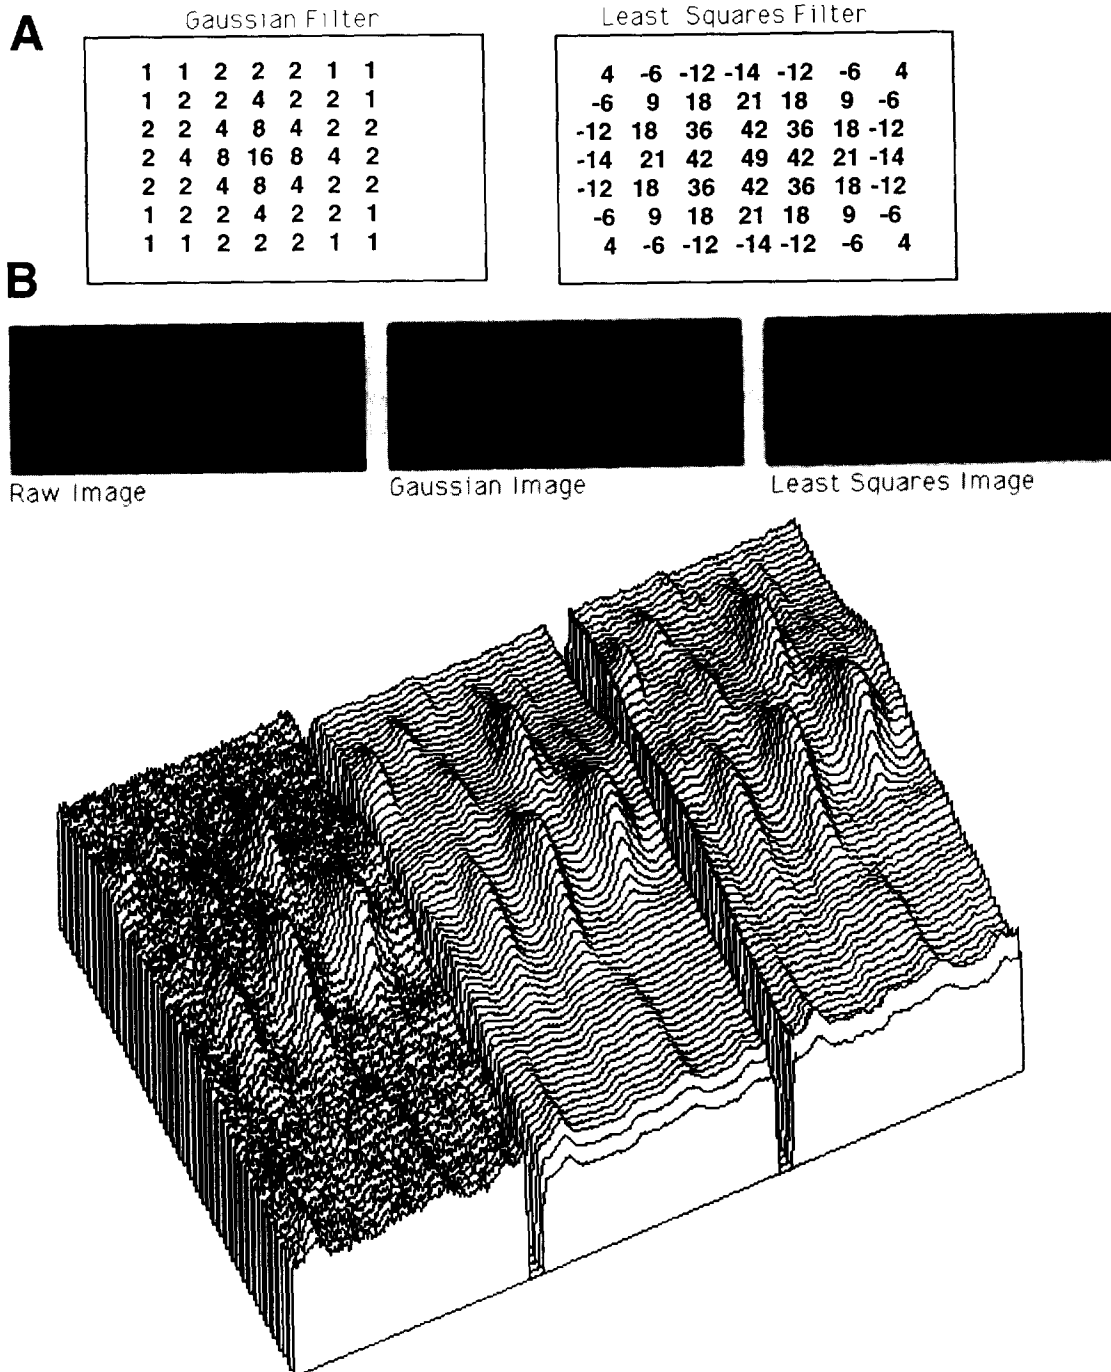 A
Gaussian Filter
1 1 2 2 2 1 1
1 2 2 4 2 2 1
2 2 4 8 4 2 2
2 4 8 16 8 4 2
2 2 4 8 4 2 2
1 2 2 4 2 2 1
1 1 2 2 2 1 1
Least Squares Filter
4 -6 -12 -14 -12 -6 4
-6 9 18 21 18 9 -6
-12 18 36 42 36 18 -12
-14 21 42 49 42 21 -14
-12 18 36 42 36 18 -12
-6 9 18 21 18 9 -6
4 -6 -12 -14 -12 -6 4
B
Raw Image
Gaussian Image
Least Squares Image